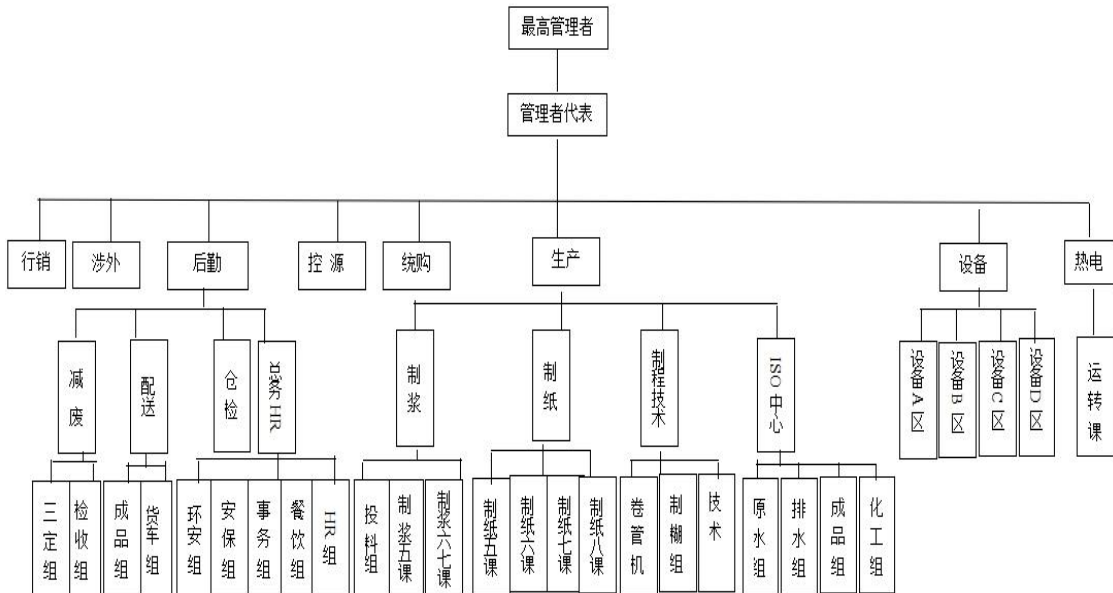 最高管理者
管理者代表
行销
涉外
后勤
控 源
统购
生产
设备
热电
减废
配送
仓检
总务HR
制浆
制纸
制程技术
ISO中心
设备A区
设备B区
设备C区
设备D区
运转课
三定组
检收组
成品组
货车组
环安组
安保组
事务组
餐饮组
HR组
投料组
制浆五课
制浆六七课
制纸五课
制纸六课
制纸七课
制纸八课
卷管机
制糊组
技术
原水组
排水组
成品组
化工组